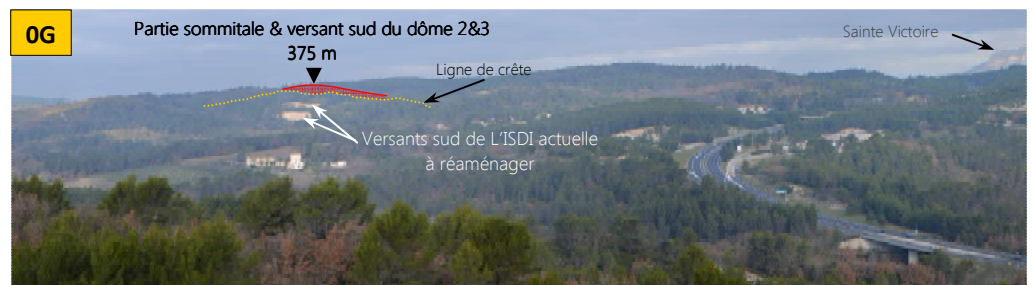 0G
Partie sommitale & versant sud du dôme 2&3
375 m
Sainte Victoire
Ligne de crête
Versants sud de L'ISDI actuelle
à réaménager